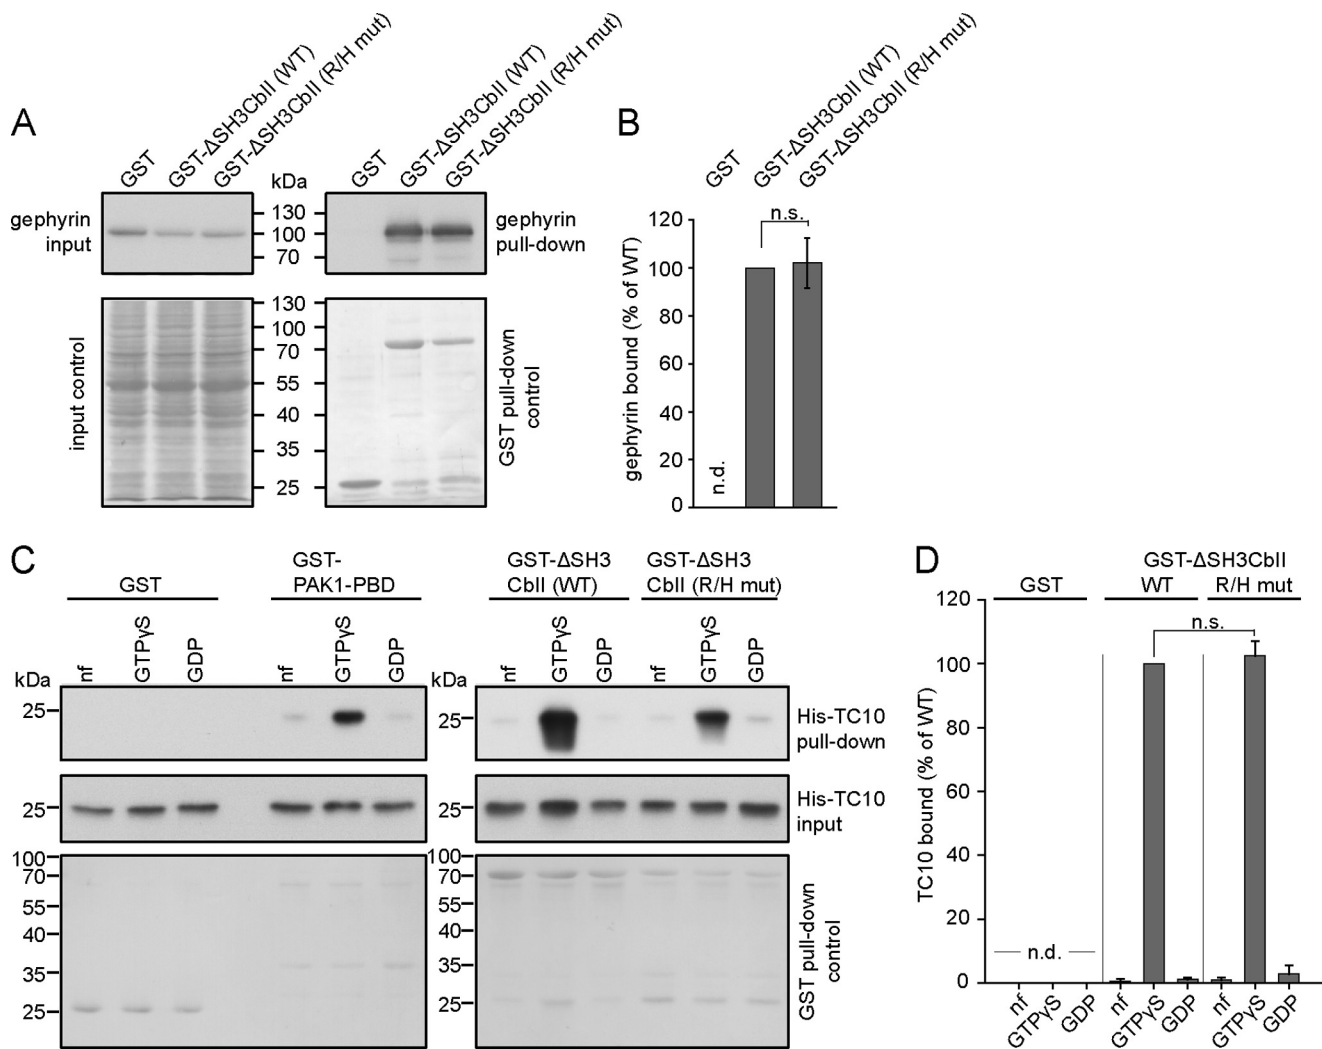 A
GST
GST-ΔSH3CbII (WT)
GST-ΔSH3CbII (R/H mut)
kDa
GST
GST-ΔSH3CbII (WT)
GST-ΔSH3CbII (R/H mut)
gephyrin
input
130
100
70
gephyrin
pull-down
input control
130
100
70
55
40
35
25
GST pull-down
control
B
GST
GST-ΔSH3CbII (WT)
GST-ΔSH3CbII (R/H mut)
gephyrin bound (% of WT)
120
100
80
60
40
20
0
n.d.
n.s.
C
GST
GST-
PAK1-PBD
GST-ΔSH3
CbII (WT)
GST-ΔSH3
CbII (R/H mut)
kDa
nf
GTPγS
GDP
nf
GTPγS
GDP
kDa
nf
GTPγS
GDP
nf
GTPγS
GDP
25
25
His-TC10
pull-down
25
25
His-TC10
input
100
70
55
40
35
25
100
70
55
40
35
25
GST pull-down
control
D
GST-ΔSH3CbII
GST
WT
R/H mut
TC10 bound (% of WT)
120
100
80
60
40
20
0
n.s.
n.d.
nf
GTPγS
GDP
nf
GTPγS
GDP
nf
GTPγS
GDP